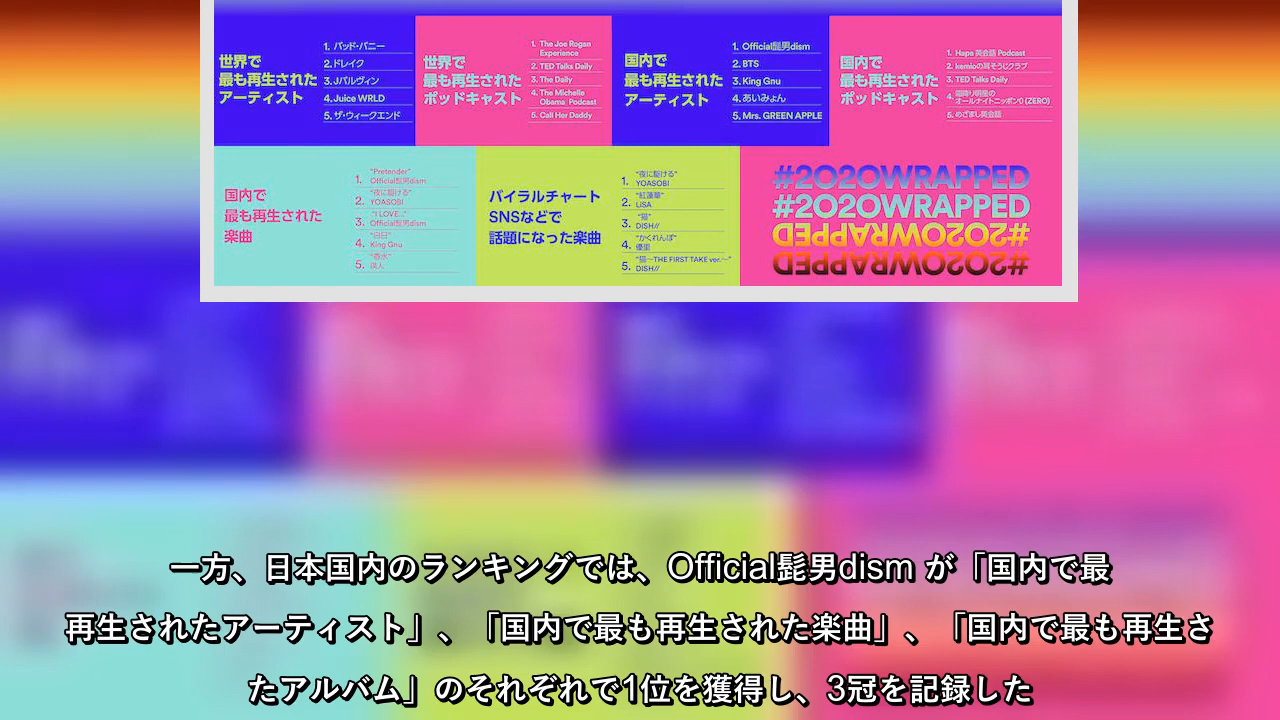 世界で
最も再生された
アーティスト
1. バッド・バニー
2.ドレイク
3. Jバルヴィン
4.Juice WRLD
5. ザ・ウィークエンド
世界で
最も再生された
ポッドキャスト
1. The Joe Rogan
Experience
2. TED Talks Daily
3. The Daily
4. The Michelle
Obama Podcast
5. Call Her Daddy
国内で
最も再生された
アーティスト
1. Official髭男dism
2. BTS
3. King Gnu
4. あいみょん
5. Mrs. GREEN APPLE
国内で
最も再生された
ポッドキャスト
1. Hapa 英会話 Podcast
2. kemioの耳そうじクラブ
3. TED Talks Daily
4. 霜降り明星の
オールナイトニッポン0 (ZERO)
5. めざまし英会話
国内で
最も再生された
楽曲
1. "Pretender"
Official髭男dism
2. "夜に駆ける"
YOASOBI
3. "I LOVE..."
Official髭男dism
4. "白日"
King Gnu
5. "香水"
瑛人
バイラルチャート
SNSなどで
話題になった楽曲
1. "夜に駆ける"
YOASOBI
2. "紅蓮華"
LiSA
3. "猫"
DISH//
4. "かくれんぼ"
優里
5. "猫〜THE FIRST TAKE ver.〜"
DISH//
#2020WRAPPED
#2020WRAPPED
#2020WRAPPED
#2020WRAPPED
一方、日本国内のランキングでは、Official髭男dism が「国内で最
再生されたアーティスト」、「国内で最も再生された楽曲」、「国内で最も再生さ
たアルバム」のそれぞれで1位を獲得し、3冠を記録した